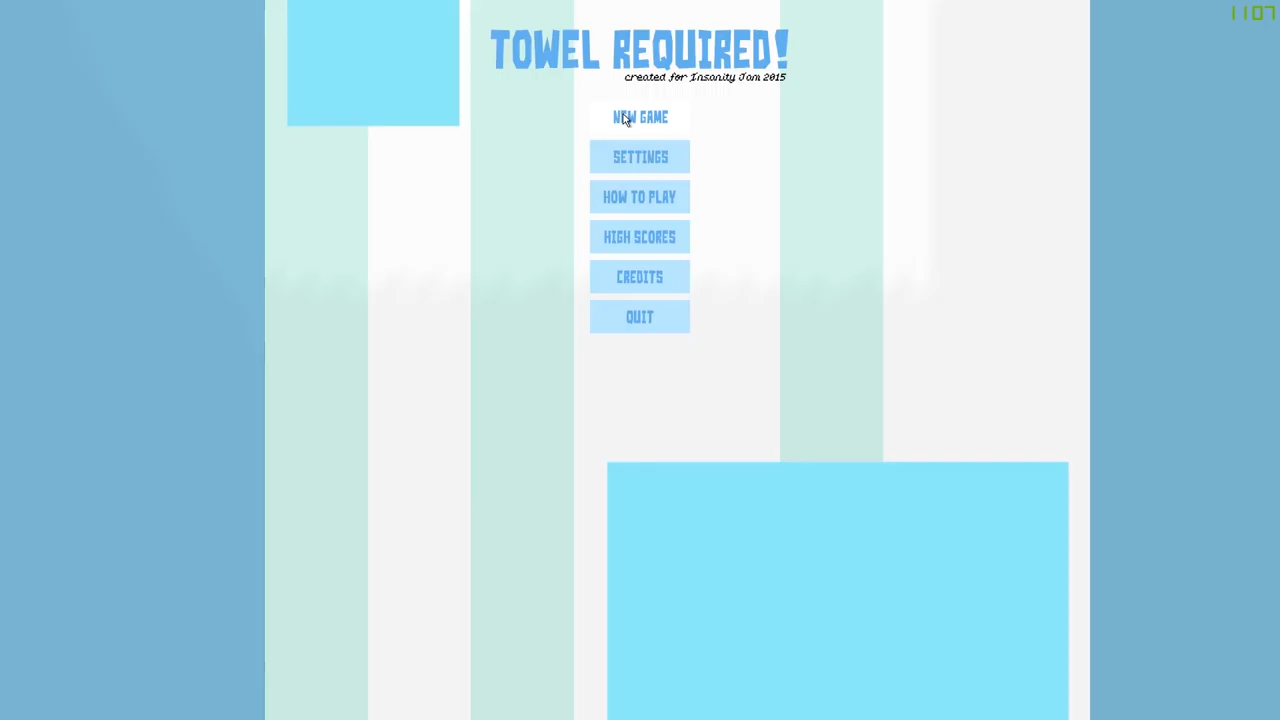 1107
TOWEL REQUIRED!
created for Insanity Jam 2015
NEW GAME
SETTINGS
HOW TO PLAY
HIGH SCORES
CREDITS
QUIT